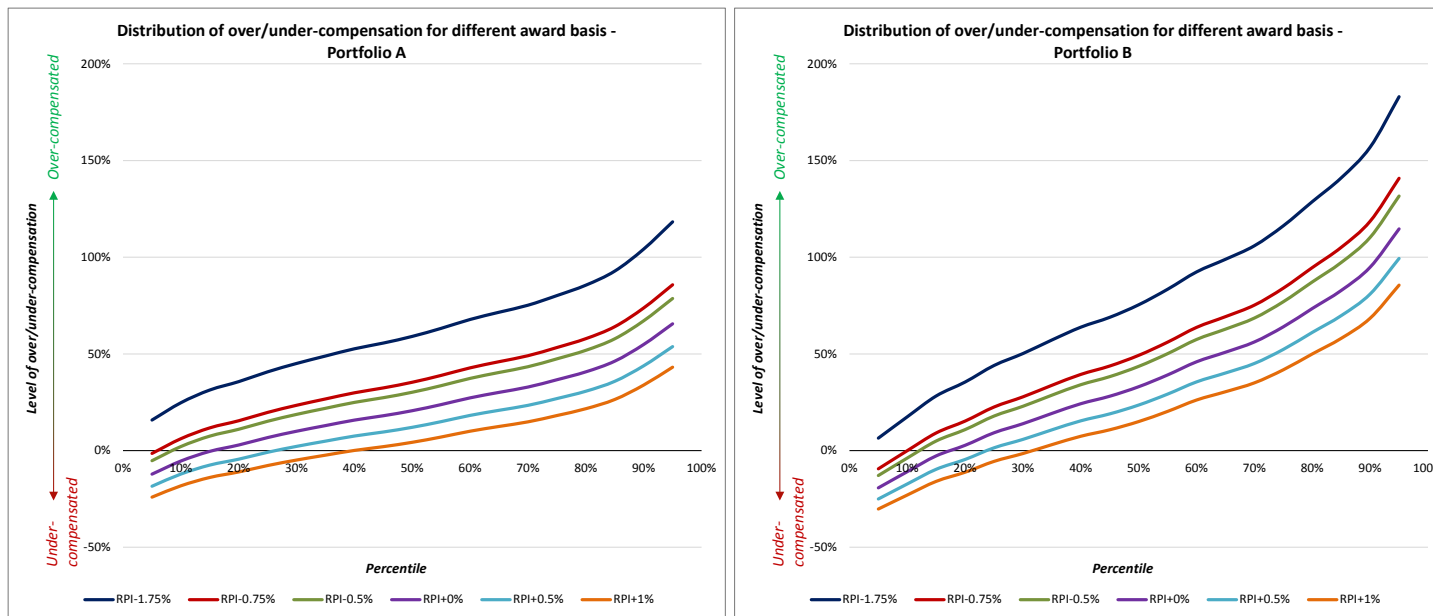 Distribution of over/under-compensation for different award basis -
Portfolio A
200%
150%
100%
50%
0%
-50%
0%
10%
20%
30%
40%
50%
60%
70%
80%
90%
100%
Level of over/under-compensation
Over-compensated
Under-
compensated
Percentile
RPI-1.75%
RPI-0.75%
RPI-0.5%
RPI+0%
RPI+0.5%
RPI+1%
Distribution of over/under-compensation for different award basis -
Portfolio B
200%
150%
100%
50%
0%
-50%
0%
10%
20%
30%
40%
50%
60%
70%
80%
90%
100%
Level of over/under-compensation
Over-compensated
Under-
compensated
Percentile
RPI-1.75%
RPI-0.75%
RPI-0.5%
RPI+0%
RPI+0.5%
RPI+1%